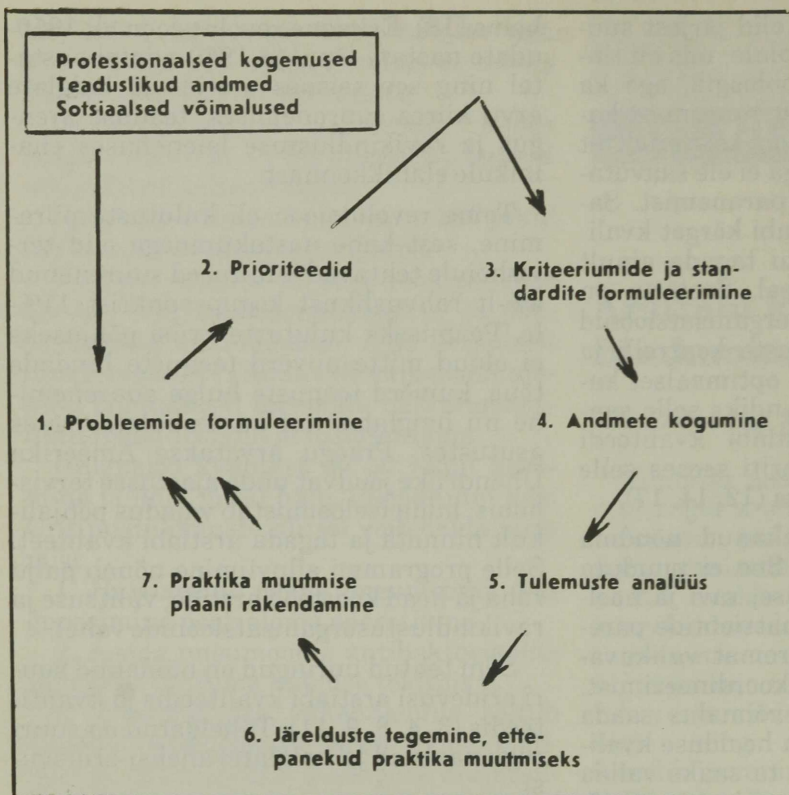 Professionaalsed kogemused
Teaduslikud andmed
Sotsiaalsed võimalused
2. Prioriteedid
3. Kriteeriumide ja stan-
dardite formuleerimine
1. Probleemide formuleerimine
4. Andmete kogumine
7. Praktika muutmise
plaani rakendamine
5. Tulemuste analüüs
6. Järelduste tegemine, ette-
panekud praktika muutmiseks